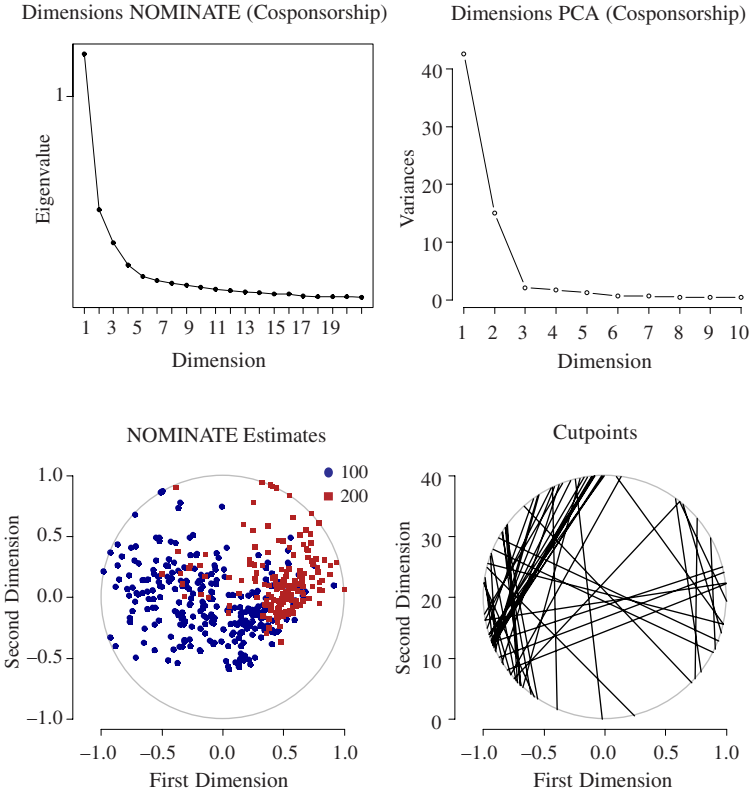 Dimensions NOMINATE (Cosponsorship)
Eigenvalue
1
1 3 5 7 9 11 13 15 17 19
Dimension
Dimensions PCA (Cosponsorship)
Variances
40
30
20
10
0
1 2 3 4 5 6 7 8 9 10
Dimension
NOMINATE Estimates
100
200
Second Dimension
1.0
0.5
0.0
−0.5
−1.0
−1.0 −0.5 0.0 0.5 1.0
First Dimension
Cutpoints
Second Dimension
40
30
20
10
0
−1.0 −0.5 0.0 0.5 1.0
First Dimension